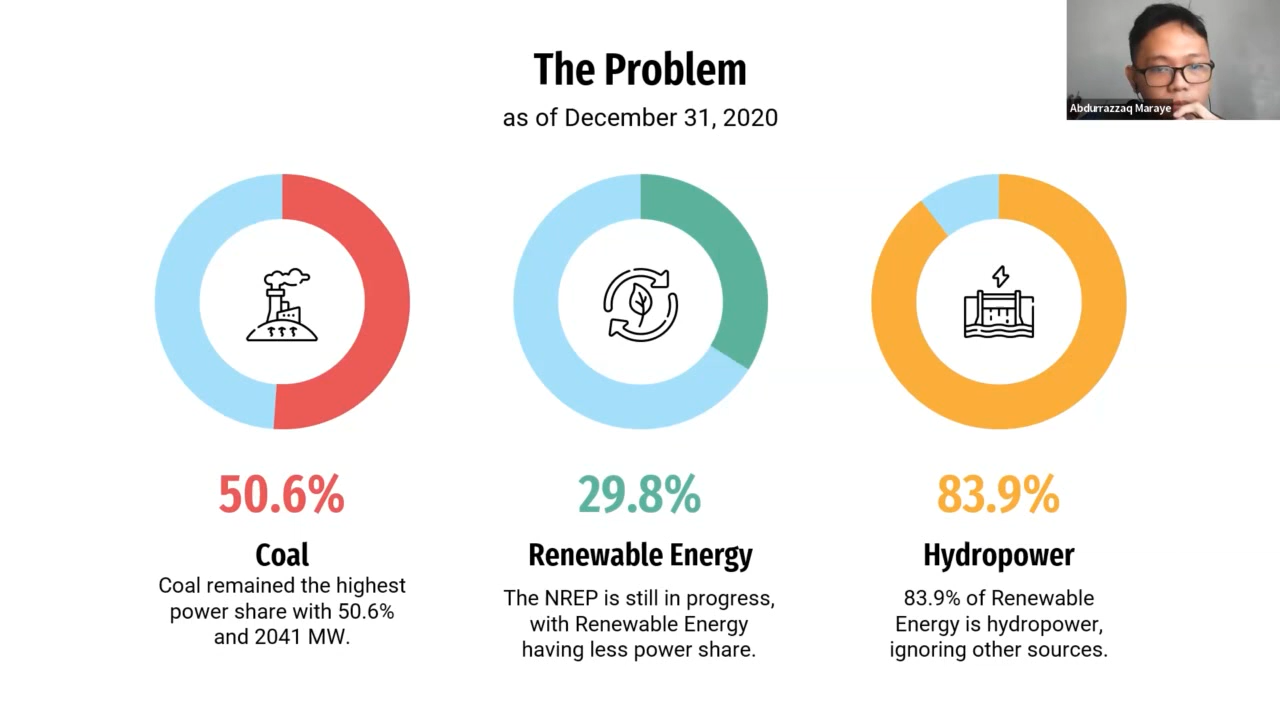 The Problem
as of December 31, 2020
Abdurrazzaq Maraye
50.6%
Coal
Coal remained the highest
power share with 50.6%
and 2041 MW.
29.8%
Renewable Energy
The NREP is still in progress,
with Renewable Energy
having less power share.
83.9%
Hydropower
83.9% of Renewable
Energy is hydropower,
ignoring other sources.